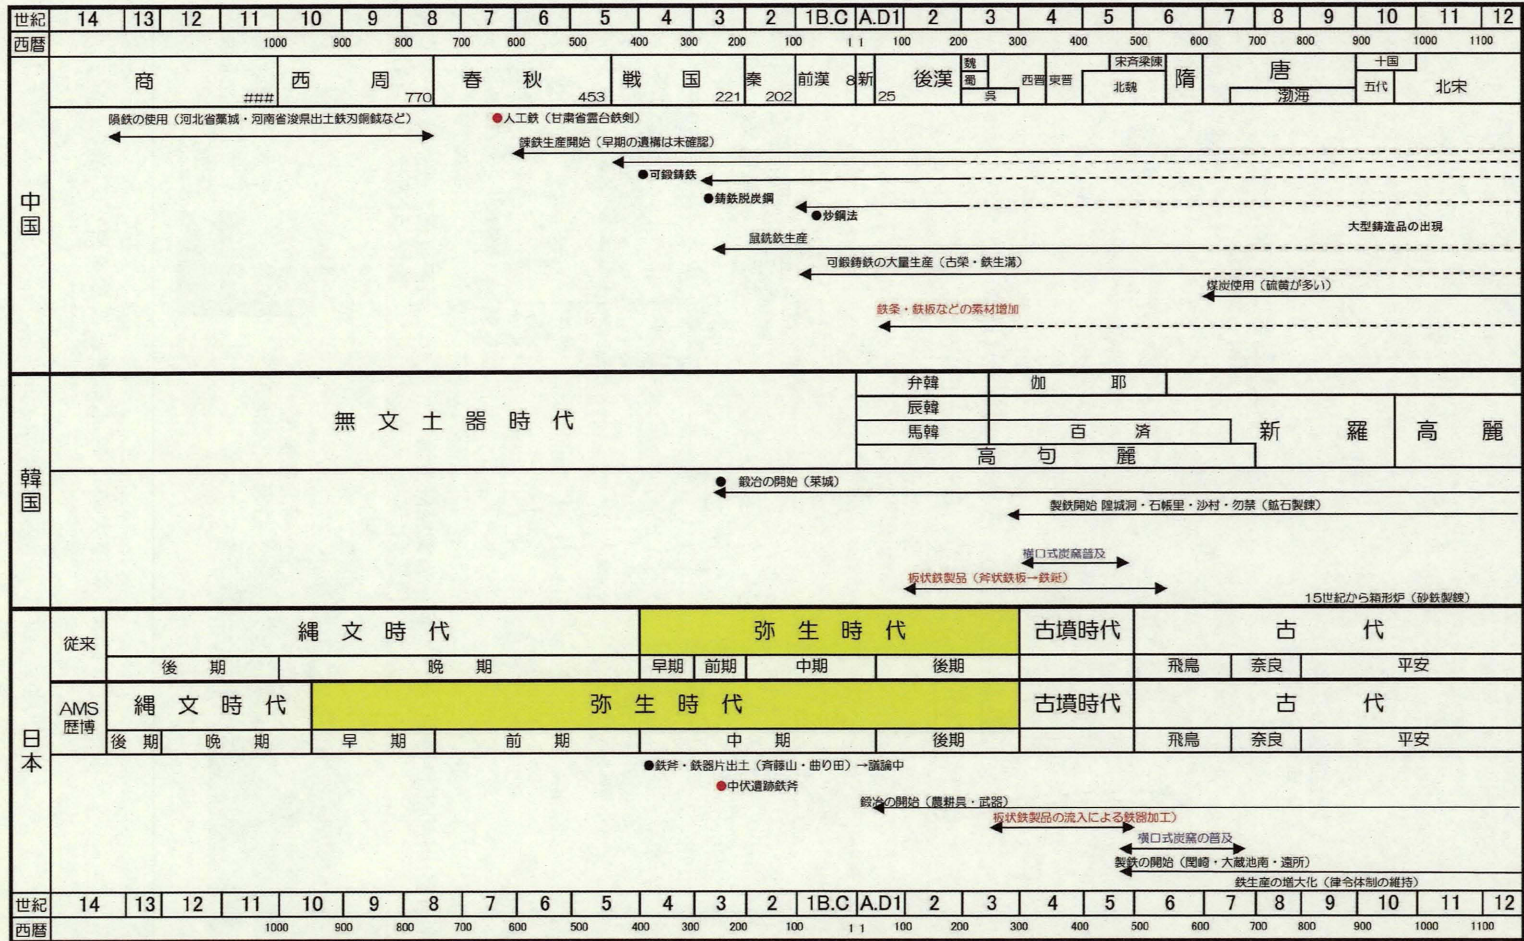 世紀 14 13 12 11 10 9 8 7 6 5 4 3 2 1B.C A.D1 2 3 4 5 6 7 8 9 10 11 12
西暦 1000 900 800 700 600 500 400 300 200 100 1 1 100 200 300 400 500 600 700 800 900 1000 1100
中国
商 ### 西周 770 春秋 453 戦国 221 秦 202 前漢 8 新 25 後漢 魏 蜀 呉 西晋 東晋 宋斉梁陳 北魏 隋 唐 渤海 十国 五代 北宋
隕鉄の使用(河北省藁城・河南省浚県出土鉄刃銅鉞など)
●人工鉄(甘粛省霊台鉄剣)
錬鉄生産開始(早期の遺構は未確認)
●可鍛鋳鉄
●鋳鉄脱炭鋼
●炒鋼法
大型鋳造品の出現
鼠銑鉄生産
可鍛鋳鉄の大量生産(古栄・鉄生溝)
煤炭使用(硫黄が多い)
鉄条・鉄板などの素材増加
韓国
無文土器時代
弁韓 伽耶
辰韓
馬韓 百済 新羅 高麗
高句麗
● 鍛冶の開始(莱城)
製鉄開始 隍城洞・石帳里・沙村・勿禁(鉱石製錬)
横口式炭窯普及
板状鉄製品(斧状鉄板→鉄鋌)
15世紀から箱形炉(砂鉄製錬)
日本
従来 縄文時代 弥生時代 古墳時代 古代
後期 晩期 早期 前期 中期 後期 飛鳥 奈良 平安
AMS
歴博 縄文時代 弥生時代 古墳時代 古代
後期 晩期 早期 前期 中期 後期 飛鳥 奈良 平安
●鉄斧・鉄器片出土(斉藤山・曲り田)→議論中
●中伏遺跡鉄斧
鍛冶の開始(農耕具・武器)
板状鉄製品の流入による鉄器加工)
横口式炭窯の普及
製鉄の開始(関崎・大蔵池南・遠所)
鉄生産の増大化(律令体制の維持)
世紀 14 13 12 11 10 9 8 7 6 5 4 3 2 1B.C A.D1 2 3 4 5 6 7 8 9 10 11 12
西暦 1000 900 800 700 600 500 400 300 200 100 1 1 100 200 300 400 500 600 700 800 900 1000 1100